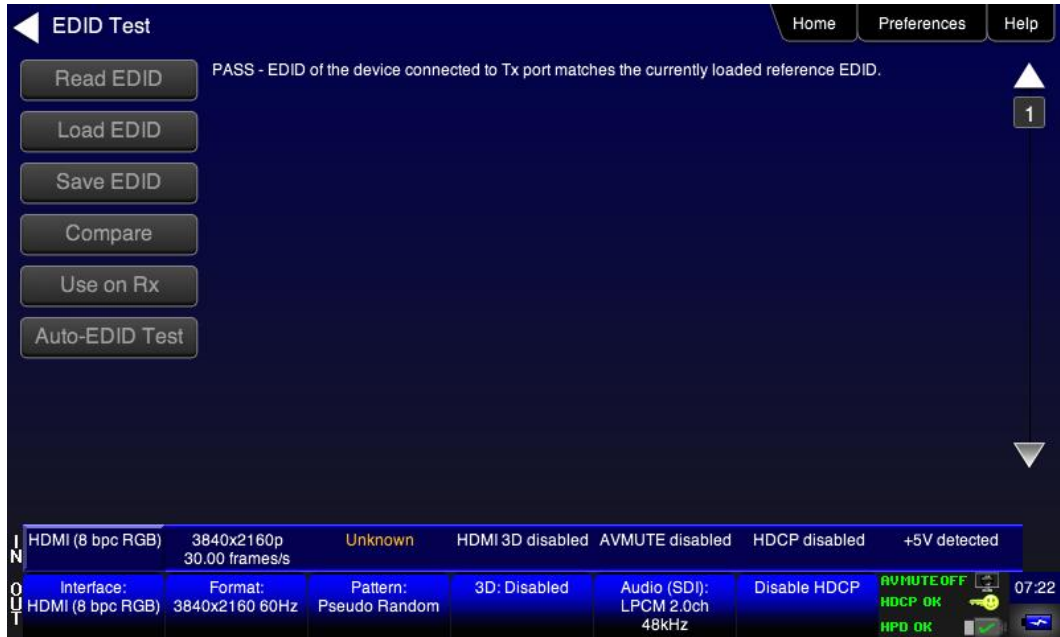 EDID Test
Home
Preferences
Help
Read EDID
PASS - EDID of the device connected to Tx port matches the currently loaded reference EDID.
1
Load EDID
Save EDID
Compare
Use on Rx
Auto-EDID Test
IN
HDMI (8 bpc RGB)
3840x2160p
30.00 frames/s
Unknown
HDMI 3D disabled
AVMUTE disabled
HDCP disabled
+5V detected
OUT
Interface:
HDMI (8 bpc RGB)
Format:
3840x2160 60Hz
Pattern:
Pseudo Random
3D: Disabled
Audio (SDI):
LPCM 2.0ch
48kHz
Disable HDCP
AVMUTEOFF
HDCP OK
HPD OK
07:22